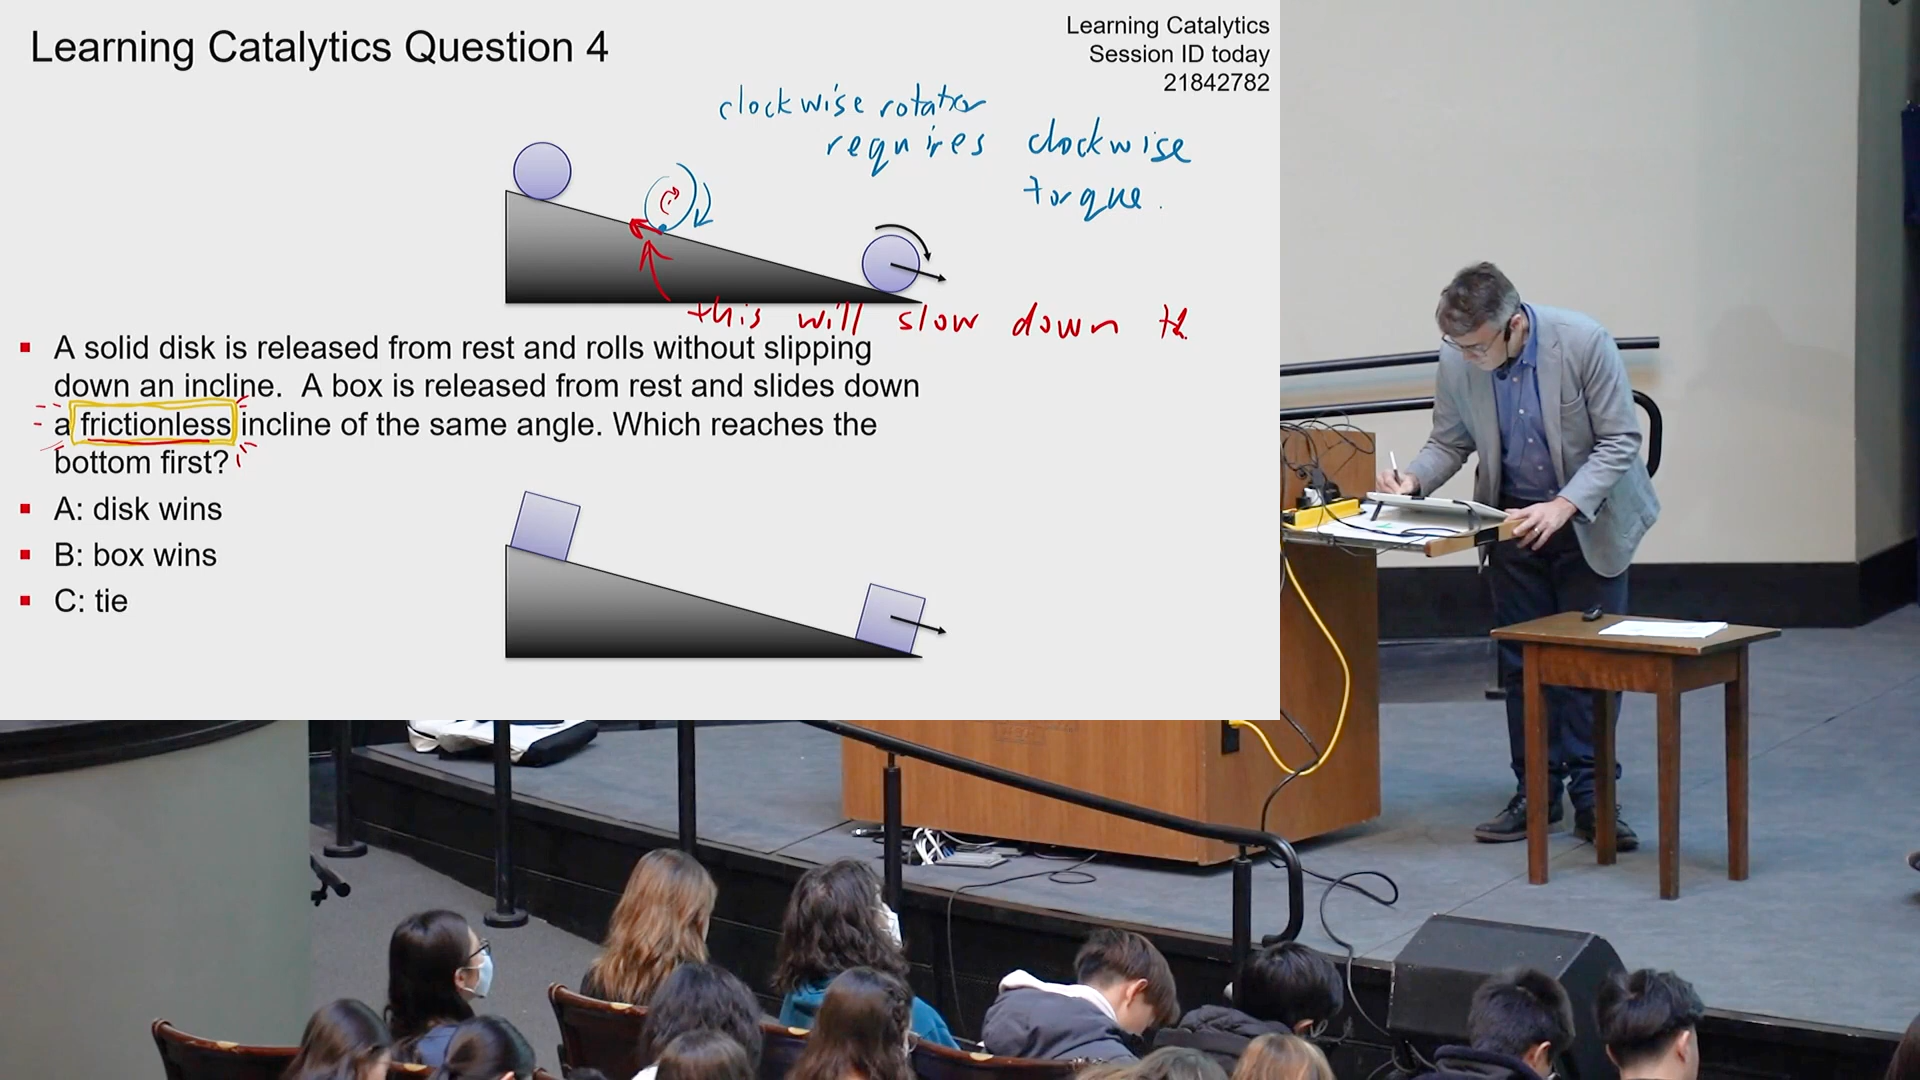 Learning Catalytics Question 4
Learning Catalytics
Session ID today
21842782
clockwise rotation
requires clockwise
torque.
this will slow down
A solid disk is released from rest and rolls without slipping
down an incline. A box is released from rest and slides down
a frictionless incline of the same angle. Which reaches the
bottom first?
A: disk wins
B: box wins
C: tie